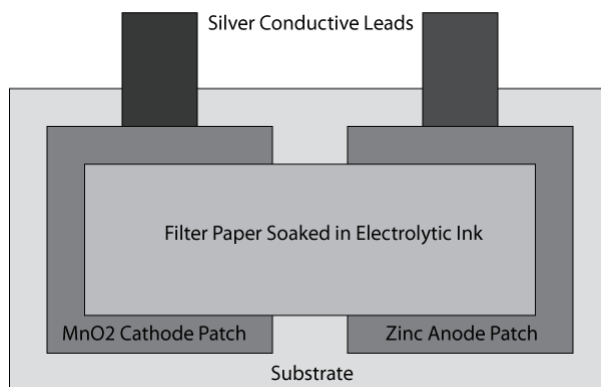 Silver Conductive Leads
Filter Paper Soaked in Electrolytic Ink
MnO2 Cathode Patch
Zinc Anode Patch
Substrate